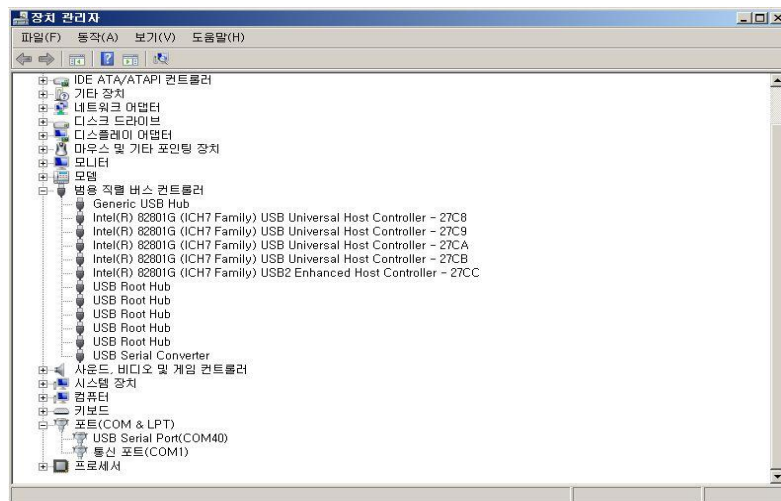 장치 관리자
파일(F) 동작(A) 보기(V) 도움말(H)
IDE ATA/ATAPI 컨트롤러
기타 장치
네트워크 어댑터
디스크 드라이브
디스플레이 어댑터
마우스 및 기타 포인팅 장치
모니터
모뎀
범용 직렬 버스 컨트롤러
Generic USB Hub
Intel(R) 82801G (ICH7 Family) USB Universal Host Controller - 27C8
Intel(R) 82801G (ICH7 Family) USB Universal Host Controller - 27C9
Intel(R) 82801G (ICH7 Family) USB Universal Host Controller - 27CA
Intel(R) 82801G (ICH7 Family) USB Universal Host Controller - 27CB
Intel(R) 82801G (ICH7 Family) USB2 Enhanced Host Controller - 27CC
USB Root Hub
USB Root Hub
USB Root Hub
USB Root Hub
USB Root Hub
USB Serial Converter
사운드, 비디오 및 게임 컨트롤러
시스템 장치
컴퓨터
키보드
포트(COM & LPT)
USB Serial Port(COM40)
통신 포트(COM1)
프로세서